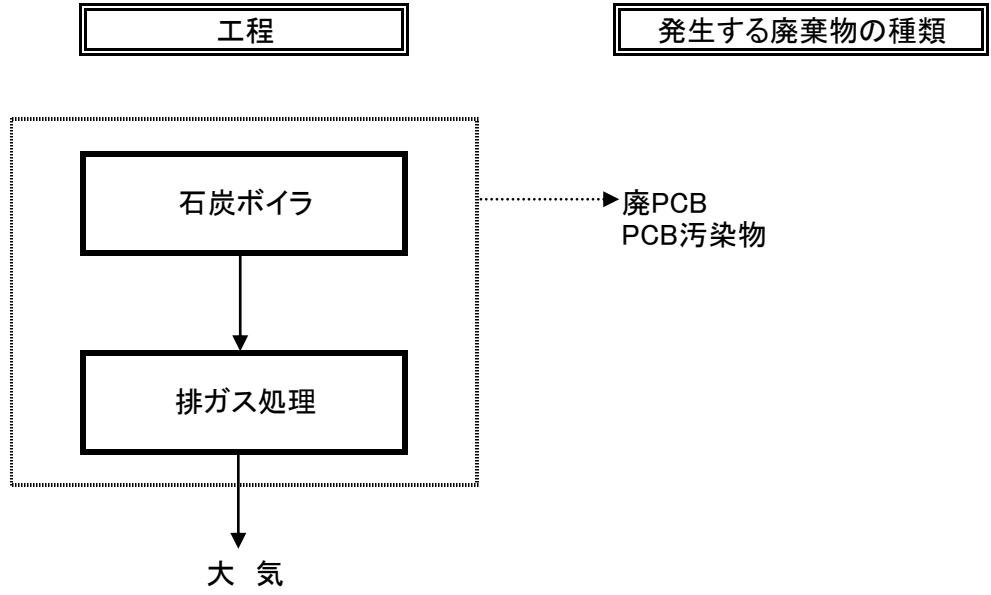 工程
発生する廃棄物の種類
石炭ボイラ
廃PCB
PCB汚染物
排ガス処理
大　気